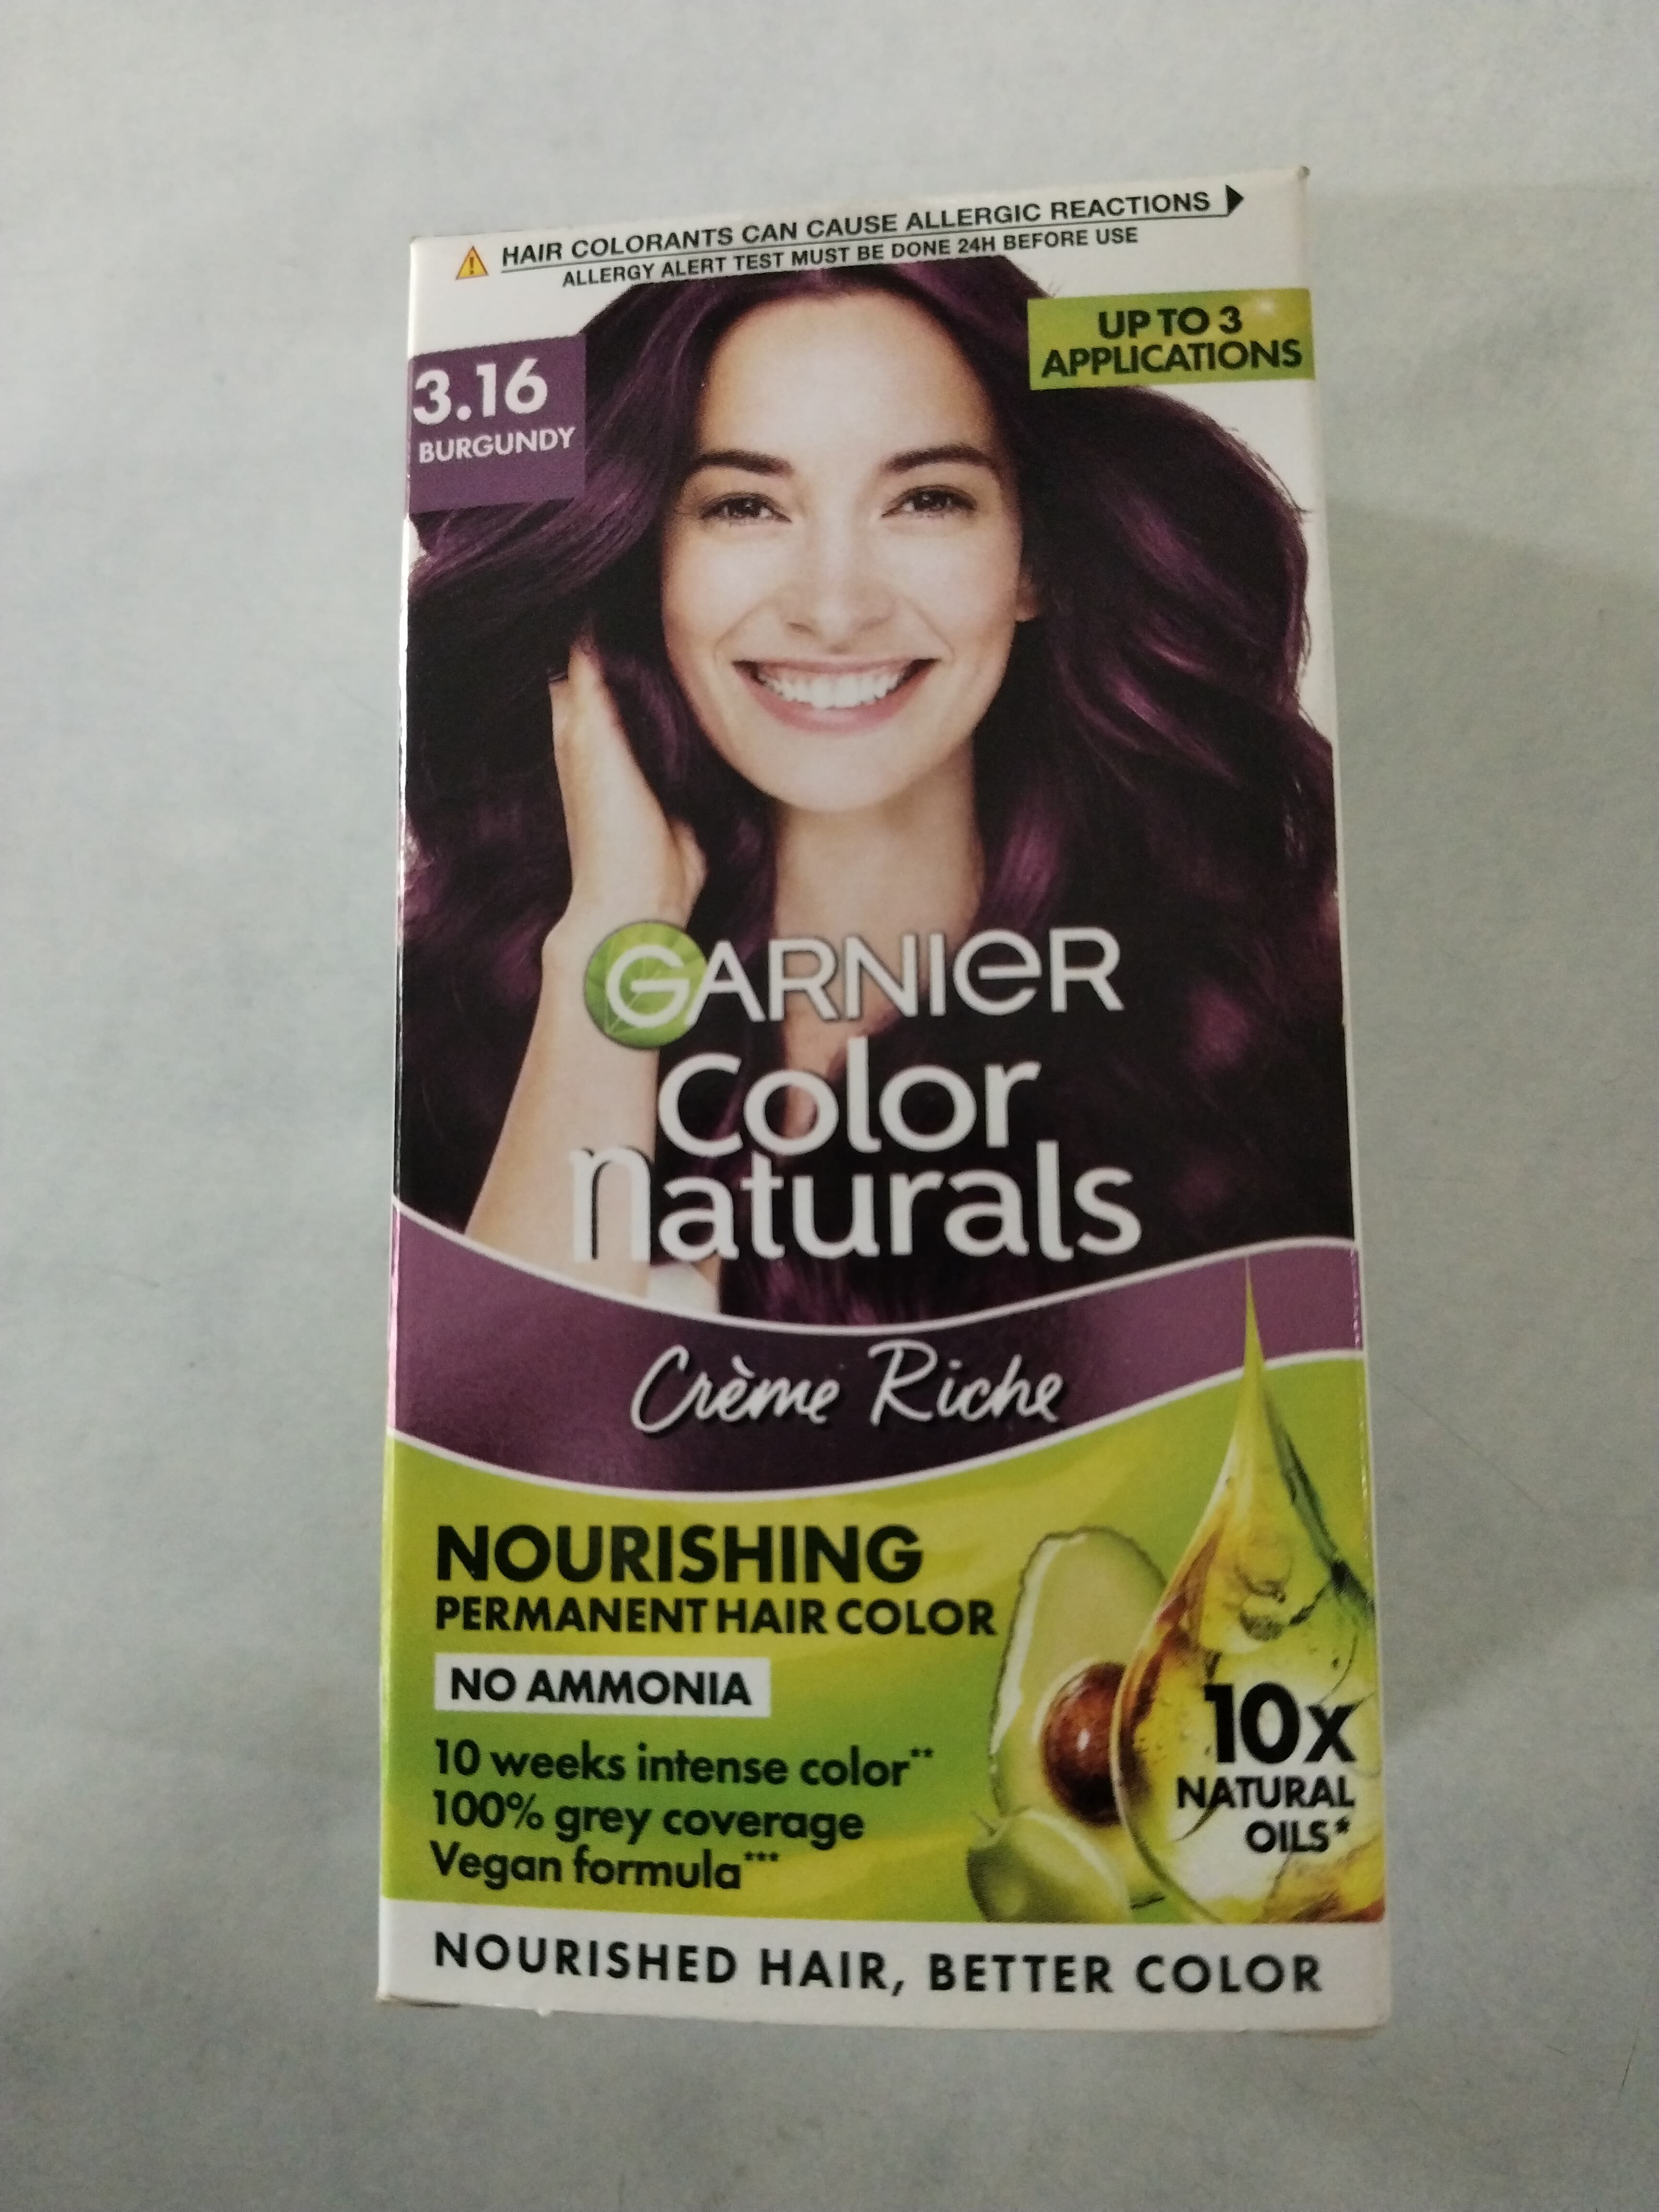 HAIR COLORANTS CAN CAUSE ALLERGIC REACTIONS
ALLERGY ALERT TEST MUST BE DONE 24H BEFORE USE
UP TO 3
APPLICATIONS
3.16
BURGUNDY
GARNIER
Color
Naturals
Crème Riche
NOURISHING
PERMANENT HAIR COLOR
NO AMMONIA
10 weeks intense color**
100% grey coverage
Vegan formula***
10x
NATURAL
OILS*
NOURISHED HAIR, BETTER COLOR